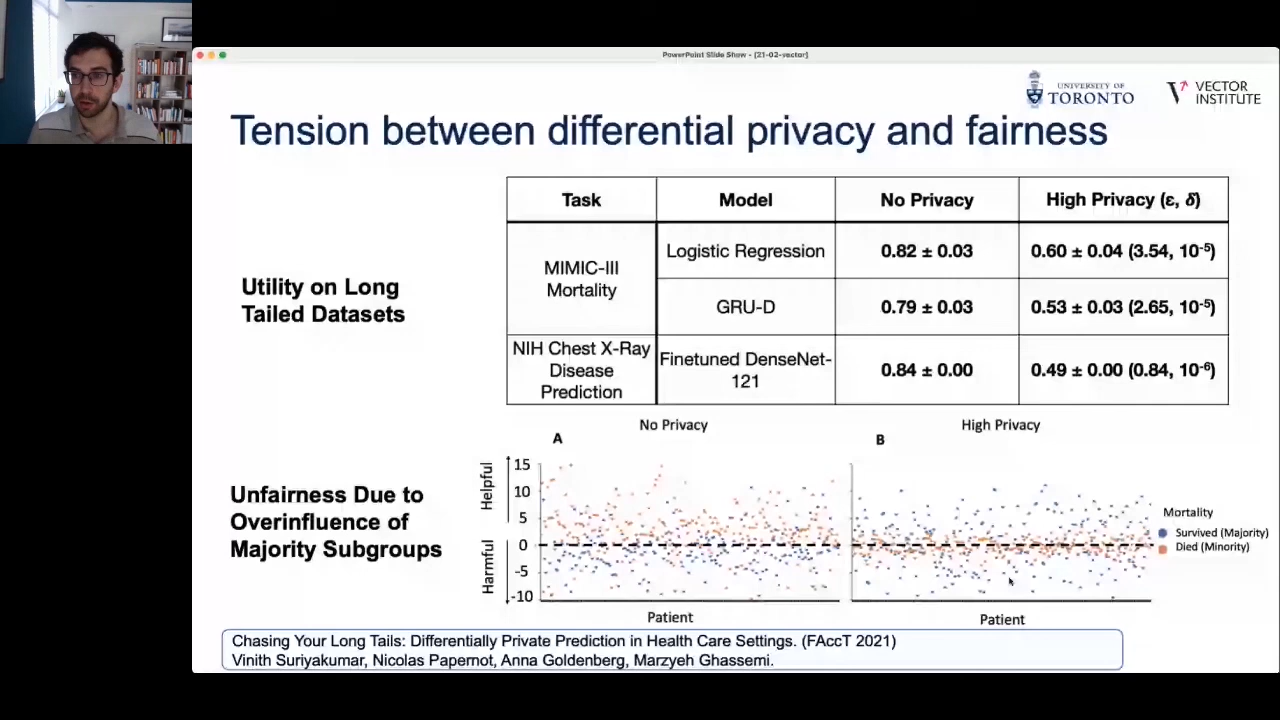 PowerPoint Slide Show - [21-02-vector]
UNIVERSITY OF
TORONTO
VECTOR
INSTITUTE
Tension between differential privacy and fairness
Task Model No Privacy High Privacy (ε, δ)
MIMIC-III
Mortality
Logistic Regression 0.82 ± 0.03 0.60 ± 0.04 (3.54, 10⁻⁵)
GRU-D 0.79 ± 0.03 0.53 ± 0.03 (2.65, 10⁻⁵)
NIH Chest X-Ray
Disease
Prediction
Finetuned DenseNet-
121
0.84 ± 0.00 0.49 ± 0.00 (0.84, 10⁻⁶)
Utility on Long
Tailed Datasets
No Privacy High Privacy
A B
Unfairness Due to
Overinfluence of
Majority Subgroups
Helpful
Harmful
15
10
5
0
-5
-10
Patient Patient
Mortality
Survived (Majority)
Died (Minority)
Chasing Your Long Tails: Differentially Private Prediction in Health Care Settings. (FAccT 2021)
Vinith Suriyakumar, Nicolas Papernot, Anna Goldenberg, Marzyeh Ghassemi.